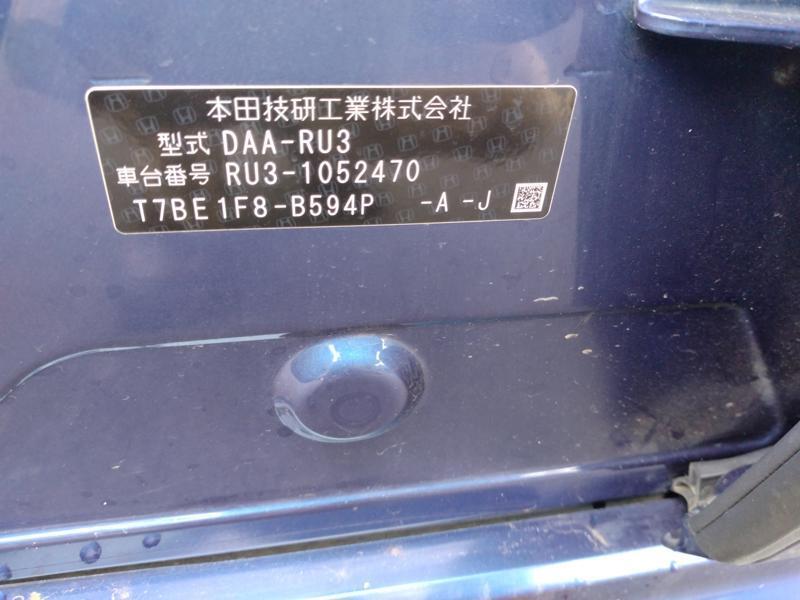 本田技研工業株式会社
型式 DAA-RU3
車台番号 RU3-1052470
T7BE1F8-B594P -A -J